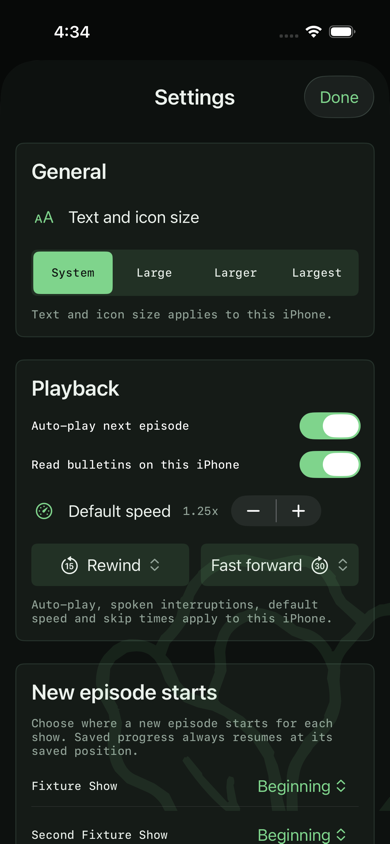 4:34
Settings
Done
General
AA Text and icon size
System Large Larger Largest
Text and icon size applies to this iPhone.
Playback
Auto-play next episode
Read bulletins on this iPhone
Default speed 1.25x − +
15 Rewind Fast forward 30
Auto-play, spoken interruptions, default
speed and skip times apply to this iPhone.
New episode starts
Choose where a new episode starts for each
show. Saved progress always resumes at its
saved position.
Fixture Show Beginning
Second Fixture Show Beginning